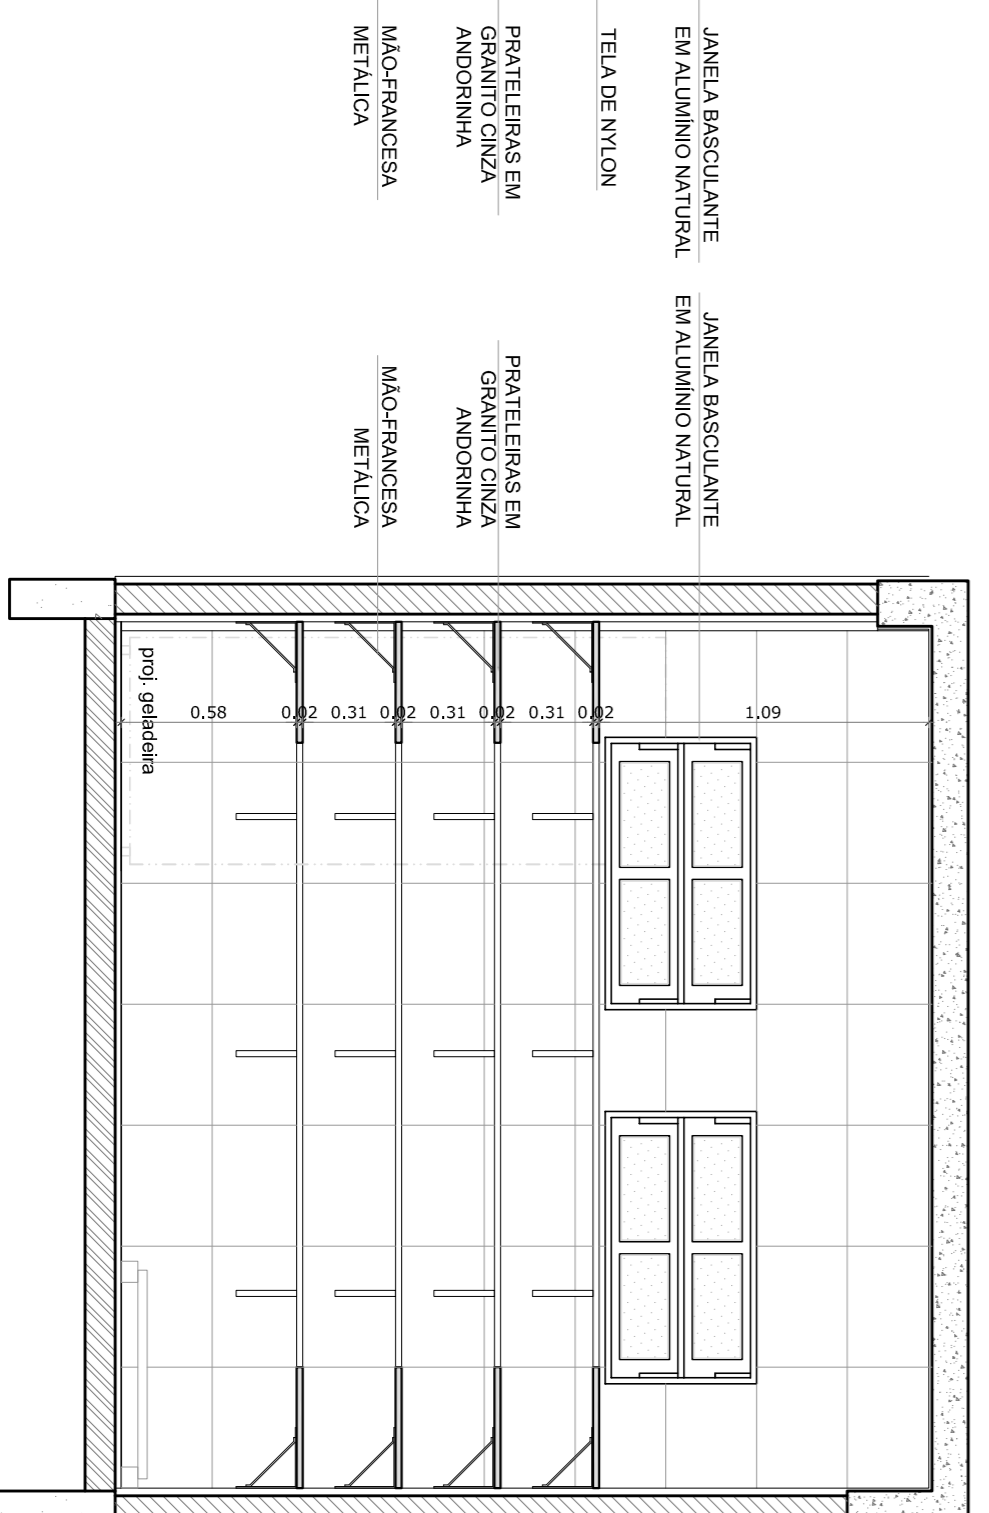 JANELA BASCULANTE
EM ALUMÍNIO NATURAL
TELA DE NYLON
PRATELEIRAS EM
GRANITO CINZA
ANDORINHA
MÃO-FRANCESA
METÁLICA
JANELA BASCULANTE
EM ALUMÍNIO NATURAL
PRATELEIRAS EM
GRANITO CINZA
ANDORINHA
MÃO-FRANCESA
METÁLICA
proj. geladeira
0.58 0.02 0.31 0.02 0.31 0.02 0.31 0.02 1.09